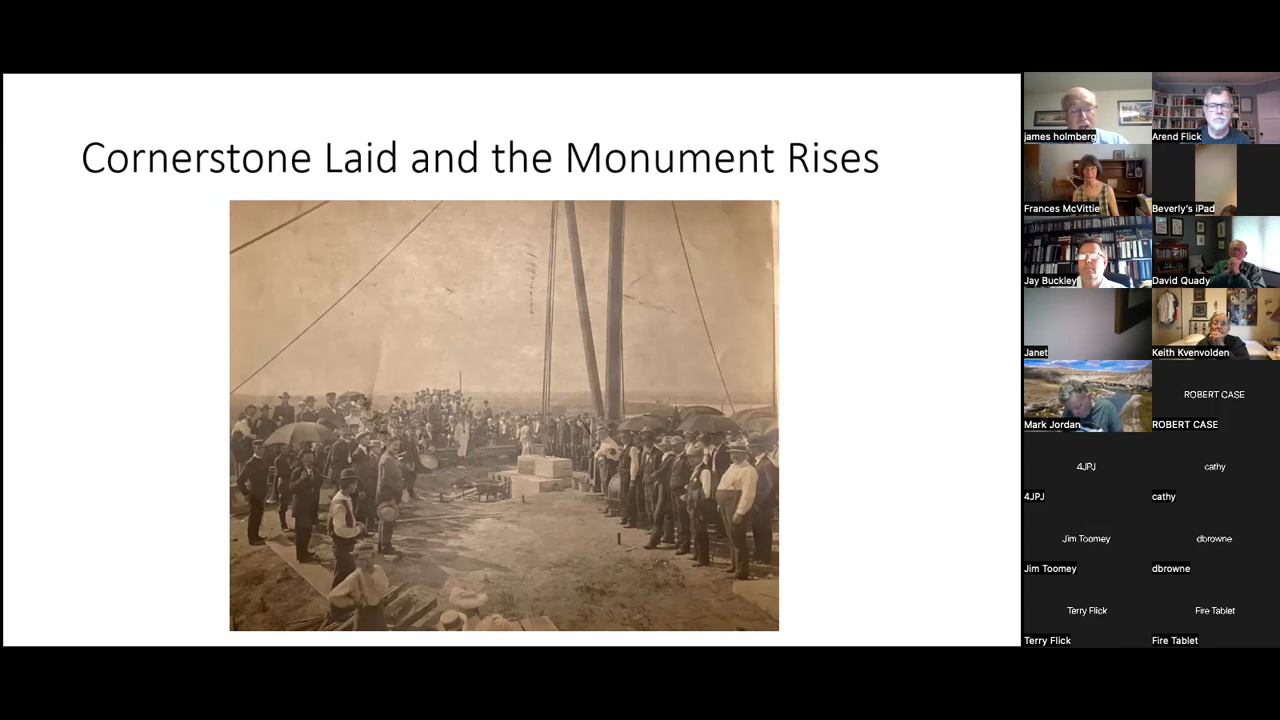 Cornerstone Laid and the Monument Rises
james holmberg
Arend Flick
Frances McVittie
Beverly's iPad
Jay Buckley
David Quady
Janet
Keith Kvenvolden
Mark Jordan
ROBERT CASE
ROBERT CASE
4JPJ
4JPJ
cathy
cathy
Jim Toomey
Jim Toomey
dbrowne
dbrowne
Terry Flick
Terry Flick
Fire Tablet
Fire Tablet